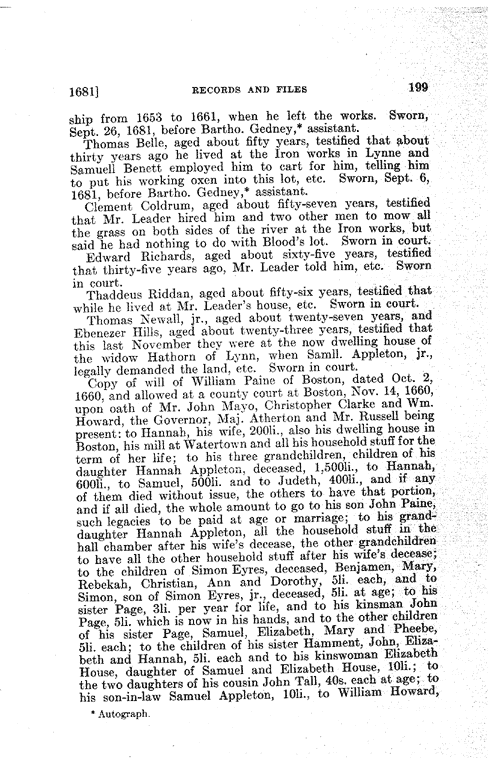 1681]
RECORDS AND FILES
199
ship from 1653 to 1661, when he left the works. Sworn,
Sept. 26, 1681, before Bartho. Gedney,* assistant.
Thomas Belle, aged about fifty years, testified that about
thirty years ago he lived at the Iron works in Lynne and
Samuell Benett employed him to cart for him, telling him
to put his working oxen into this lot, etc. Sworn, Sept. 6,
1681, before Bartho. Gedney,* assistant.
Clement Coldrum, aged about fifty-seven years, testified
that Mr. Leader hired him and two other men to mow all
the grass on both sides of the river at the Iron works, but
said he had nothing to do with Blood's lot. Sworn in court.
Edward Richards, aged about sixty-five years, testified
that thirty-five years ago, Mr. Leader told him, etc. Sworn
in court.
Thaddeus Riddan, aged about fifty-six years, testified that
while he lived at Mr. Leader's house, etc. Sworn in court.
Thomas Newall, jr., aged about twenty-seven years, and
Ebenezer Hills, aged about twenty-three years, testified that
this last November they were at the now dwelling house of
the widow Hathorn of Lynn, when Samll. Appleton, jr.,
legally demanded the land, etc. Sworn in court.
Copy of will of William Paine of Boston, dated Oct. 2,
1660, and allowed at a county court at Boston, Nov. 14, 1660,
upon oath of Mr. John Mayo, Christopher Clarke and Wm.
Howard, the Governor, Maj. Atherton and Mr. Russell being
present: to Hannah, his wife, 200li., also his dwelling house in
Boston, his mill at Watertown and all his household stuff for the
term of her life; to his three grandchildren, children of his
daughter Hannah Appleton, deceased, 1,500li., to Hannah,
600li., to Samuel, 500li. and to Judeth, 400li., and if any
of them died without issue, the others to have that portion,
and if all died, the whole amount to go to his son John Paine,
such legacies to be paid at age or marriage; to his grand-
daughter Hannah Appleton, all the household stuff in the
hall chamber after his wife's decease, the other grandchildren
to have all the other household stuff after his wife's decease;
to the children of Simon Eyres, deceased, Benjamen, Mary,
Rebekah, Christian, Ann and Dorothy, 5li. each, and to
Simon, son of Simon Eyres, jr., deceased, 5li. at age; to his
sister Page, 3li. per year for life, and to his kinsman John
Page, 5li. which is now in his hands, and to the other children
of his sister Page, Samuel, Elizabeth, Mary and Pheebe,
5li. each; to the children of his sister Hamment, John, Eliza-
beth and Hannah, 5li. each and to his kinswoman Elizabeth
House, daughter of Samuel and Elizabeth House, 10li.; to
the two daughters of his cousin John Tall, 40s. each at age; to
his son-in-law Samuel Appleton, 10li., to William Howard,
* Autograph.